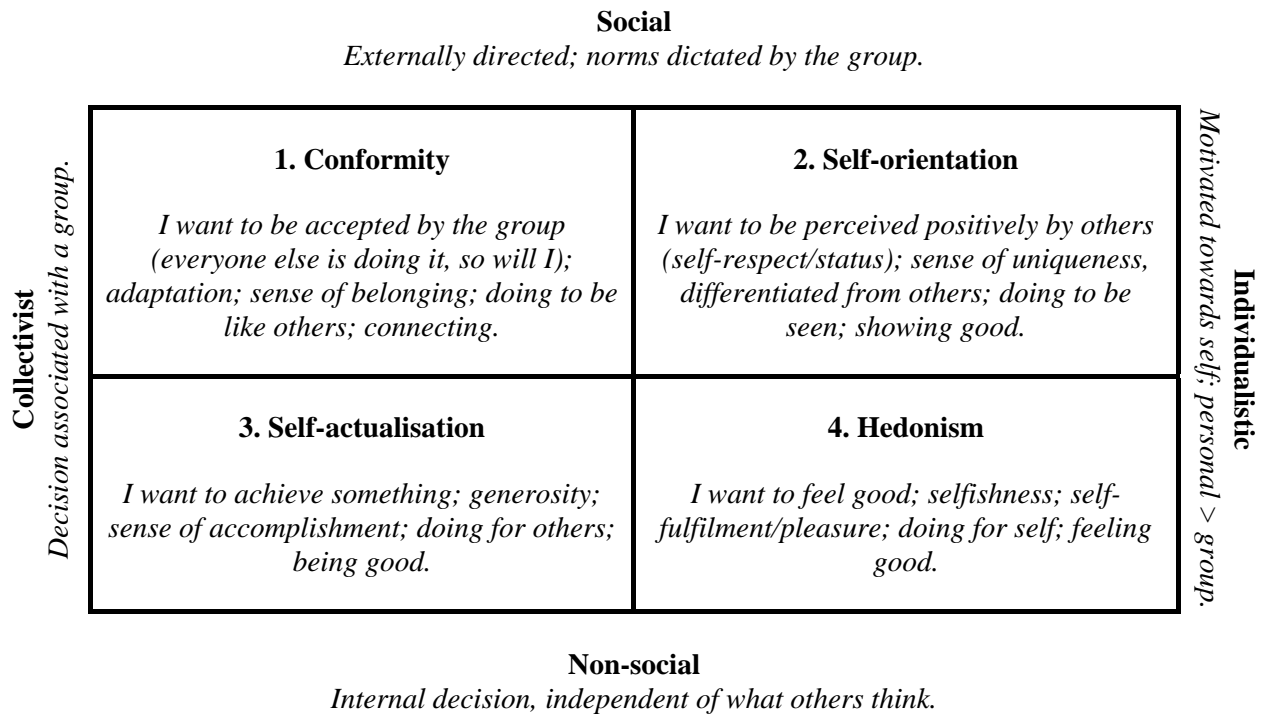 Social
Externally directed; norms dictated by the group.
Collectivist
Decision associated with a group.
1. Conformity
I want to be accepted by the group
(everyone else is doing it, so will I);
adaptation; sense of belonging; doing to be
like others; connecting.
2. Self-orientation
I want to be perceived positively by others
(self-respect/status); sense of uniqueness,
differentiated from others; doing to be
seen; showing good.
3. Self-actualisation
I want to achieve something; generosity;
sense of accomplishment; doing for others;
being good.
4. Hedonism
I want to feel good; selfishness; self-
fulfilment/pleasure; doing for self; feeling
good.
Individualistic
Motivated towards self; personal > group.
Non-social
Internal decision, independent of what others think.